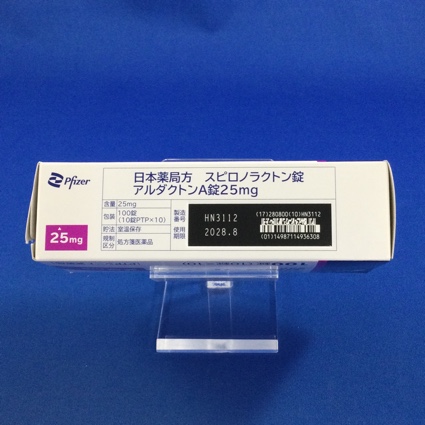 Pfizer
日本薬局方 スピロノラクトン錠
アルダクトンA錠25mg
25mg
含量 25mg
包装 100錠
(10錠PTP×10)
貯法 室温保存
規制区分 処方箋医薬品
製造番号 HN3112
使用期限 2028.8
(17)280800(10)HN3112
(01)14987114936308